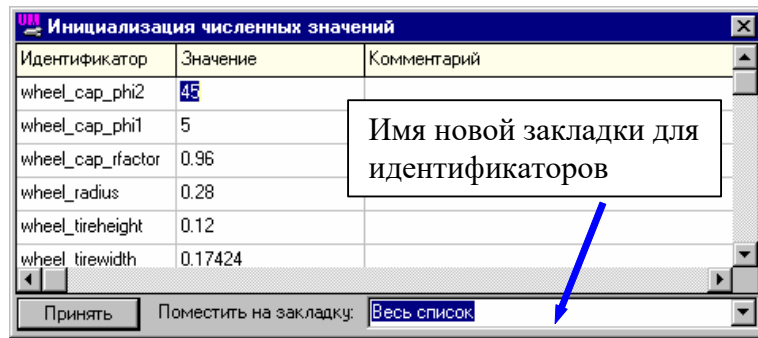 UM Инициализация численных значений
Идентификатор Значение Комментарий
wheel_cap_phi2 45
wheel_cap_phi1 5
wheel_cap_rfactor 0.96
wheel_radius 0.28
wheel_tireheight 0.12
wheel_tirewidth 0.17424
Имя новой закладки для
идентификаторов
Принять Поместить на закладку: Весь список